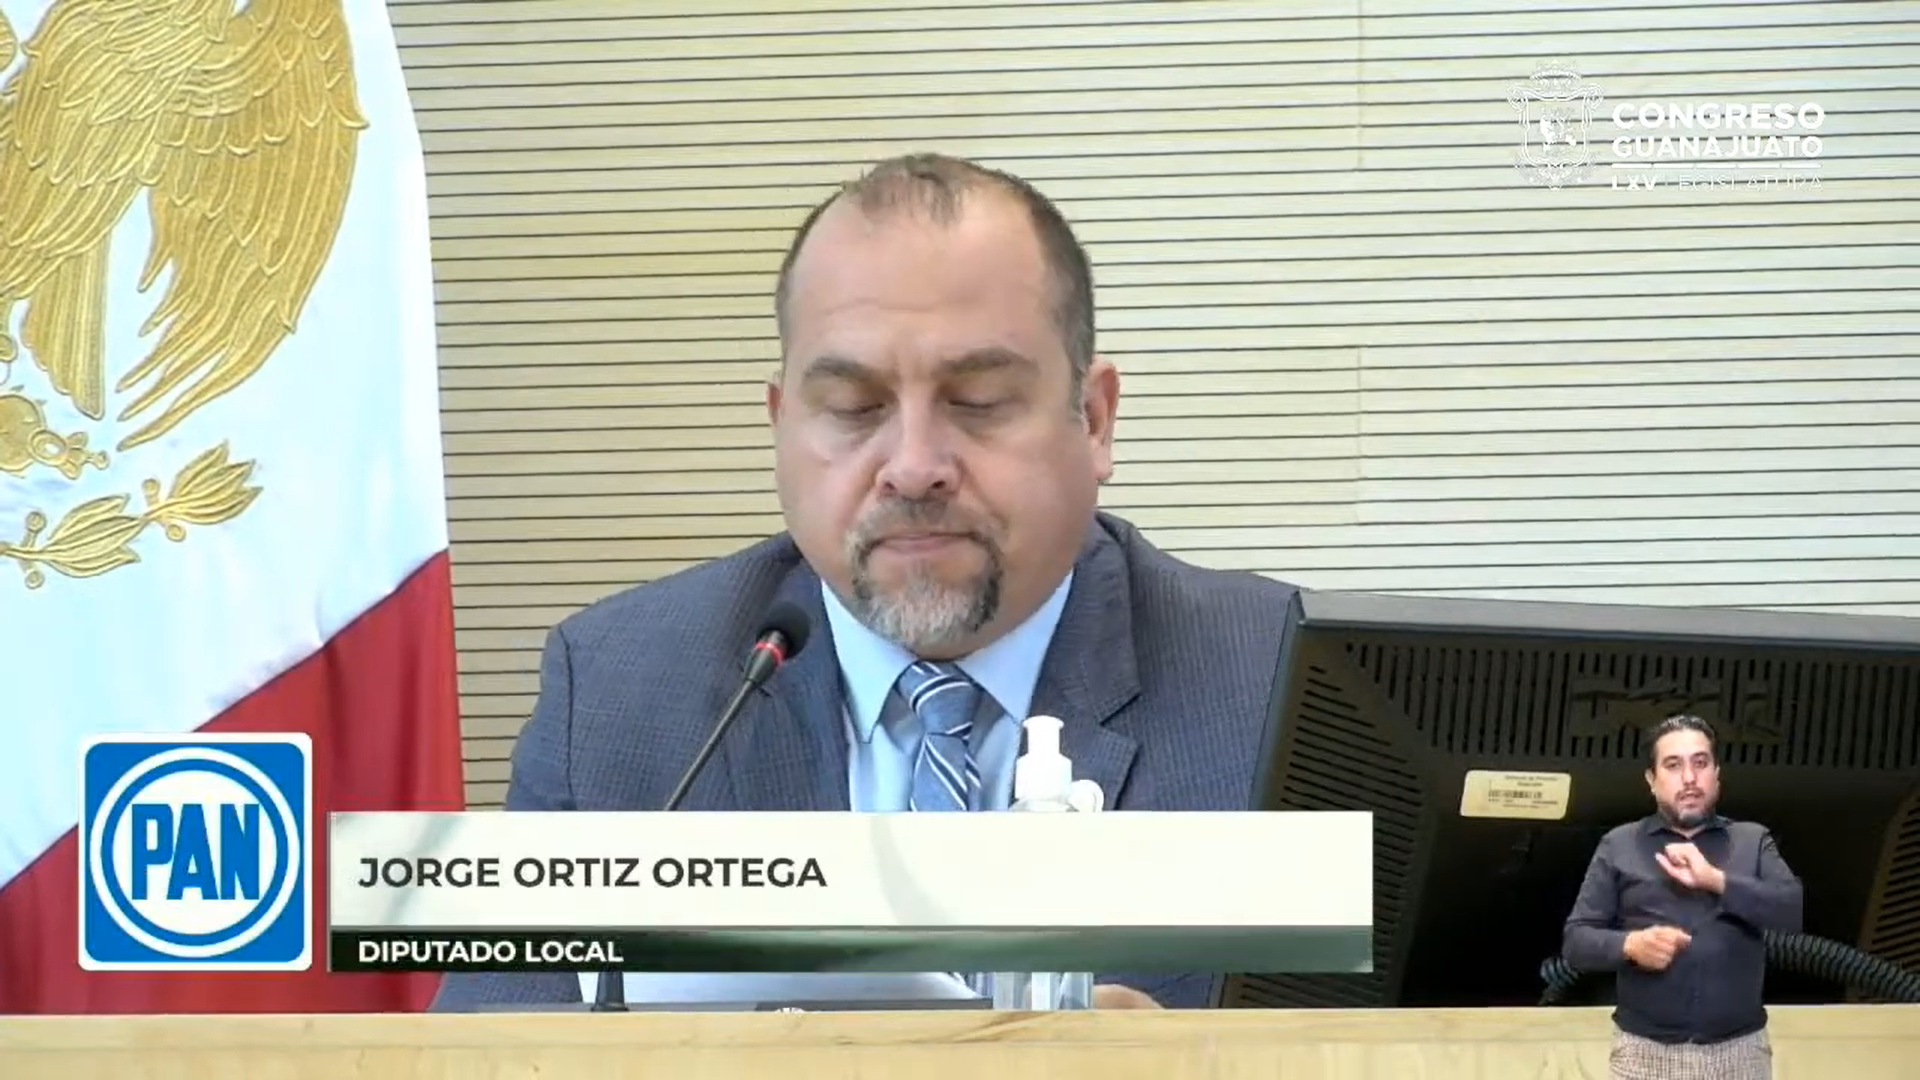 CONGRESO
GUANAJUATO
LXV LEGISLATURA
PAN
JORGE ORTIZ ORTEGA
DIPUTADO LOCAL